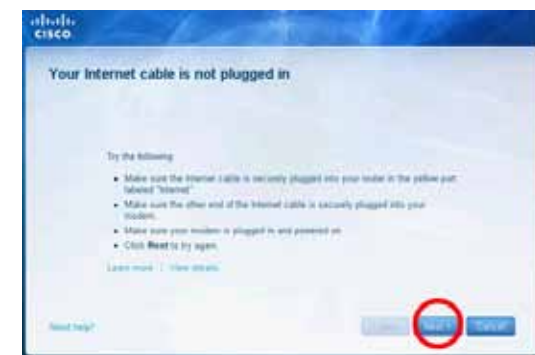 CISCO
Your Internet cable is not plugged in
Try the following:
• Make sure the Internet cable is securely plugged into your router in the yellow port
labeled "Internet"
• Make sure the other end of the Internet cable is securely plugged into your
modem.
• Make sure your modem is plugged in and powered on
• Click Next to try again.
Learn more | View details
Need help?
Next
Cancel